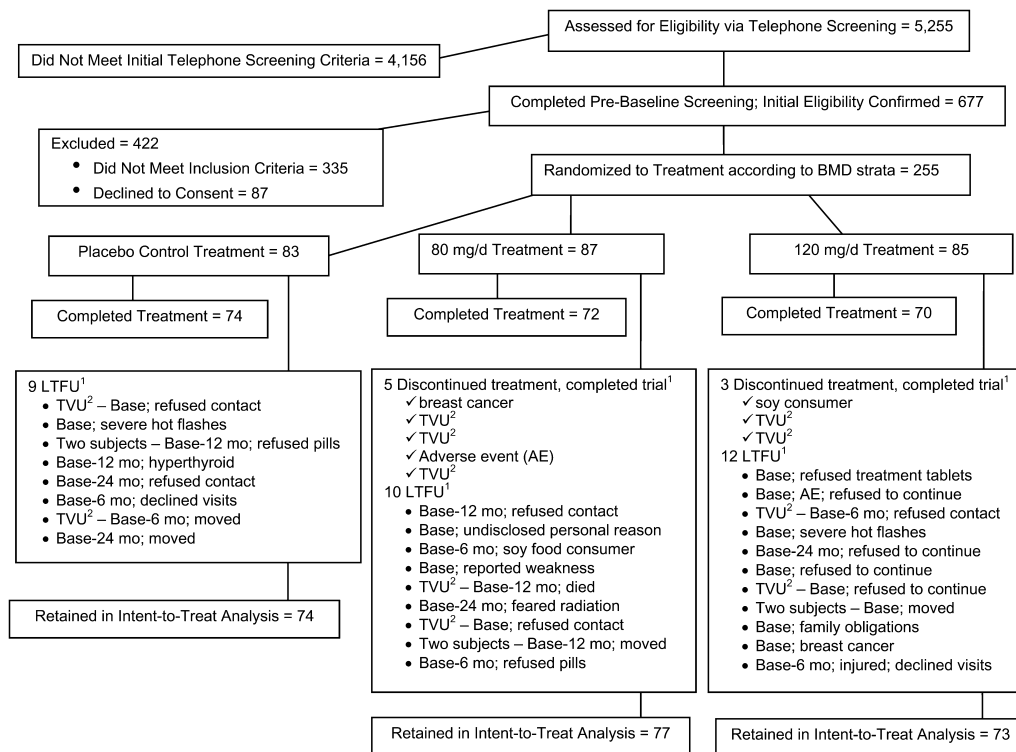 Assessed for Eligibility via Telephone Screening = 5,255
Did Not Meet Initial Telephone Screening Criteria = 4,156
Completed Pre-Baseline Screening; Initial Eligibility Confirmed = 677
Excluded = 422
• Did Not Meet Inclusion Criteria = 335
• Declined to Consent = 87
Randomized to Treatment according to BMD strata = 255
Placebo Control Treatment = 83
Completed Treatment = 74
9 LTFU¹
• TVU² – Base; refused contact
• Base; severe hot flashes
• Two subjects – Base-12 mo; refused pills
• Base-12 mo; hyperthyroid
• Base-24 mo; refused contact
• Base-6 mo; declined visits
• TVU² – Base-6 mo; moved
• Base-24 mo; moved
Retained in Intent-to-Treat Analysis = 74
80 mg/d Treatment = 87
Completed Treatment = 72
5 Discontinued treatment, completed trial¹
✓ breast cancer
✓ TVU²
✓ TVU²
✓ Adverse event (AE)
✓ TVU²
10 LTFU¹
• Base-12 mo; refused contact
• Base; undisclosed personal reason
• Base-6 mo; soy food consumer
• Base; reported weakness
• TVU² – Base-12 mo; died
• Base-24 mo; feared radiation
• TVU² – Base; refused contact
• Two subjects – Base-12 mo; moved
• Base-6 mo; refused pills
Retained in Intent-to-Treat Analysis = 77
120 mg/d Treatment = 85
Completed Treatment = 70
3 Discontinued treatment, completed trial¹
✓ soy consumer
✓ TVU²
✓ TVU²
12 LTFU¹
• Base; refused treatment tablets
• Base; AE; refused to continue
• TVU² – Base-6 mo; refused contact
• Base; severe hot flashes
• Base-24 mo; refused to continue
• Base; refused to continue
• TVU² – Base; refused to continue
• Two subjects – Base; moved
• Base; family obligations
• Base; breast cancer
• Base-6 mo; injured; declined visits
Retained in Intent-to-Treat Analysis = 73